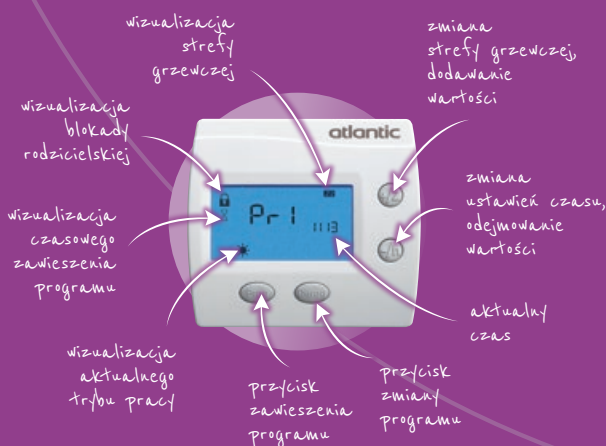 wizualizacja
strefy
grzewczej
zmiana
strefy grzewczej,
dodawanie
wartości
wizualizacja
blokady
rodzicielskiej
atlantic
Pr1
11:13
zmiana
ustawień czasu,
odejmowanie
wartości
wizualizacja
czasowego
zawieszenia
programu
aktualny
czas
wizualizacja
aktualnego
trybu pracy
przycisk
zawieszenia
programu
przycisk
zmiany
programu